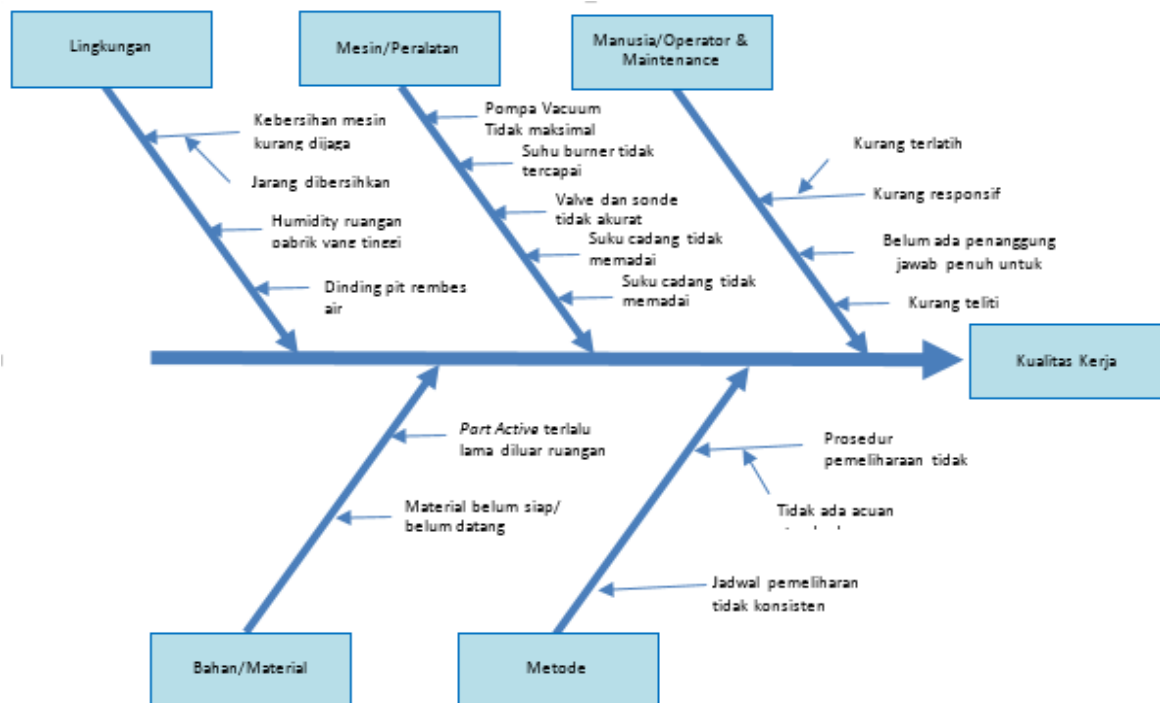 Lingkungan
Mesin/Peralatan
Manusia/Operator &
Maintenance
Kebersihan mesin
kurang dijaga
Jarang dibersihkan
Humidity ruangan
pabrik yang tinggi
Dinding pit rembes
air
Pompa Vacuum
Tidak maksimal
Suhu burner tidak
tercapai
Valve dan sonde
tidak akurat
Suku cadang tidak
memadai
Suku cadang tidak
memadai
Kurang terlatih
Kurang responsif
Belum ada penanggung
jawab penuh untuk
Kurang teliti
Kualitas Kerja
Part Active terlalu
lama diluar ruangan
Material belum siap/
belum datang
Prosedur
pemeliharaan tidak
Tidak ada acuan
Jadwal pemeliharan
tidak konsisten
Bahan/Material
Metode